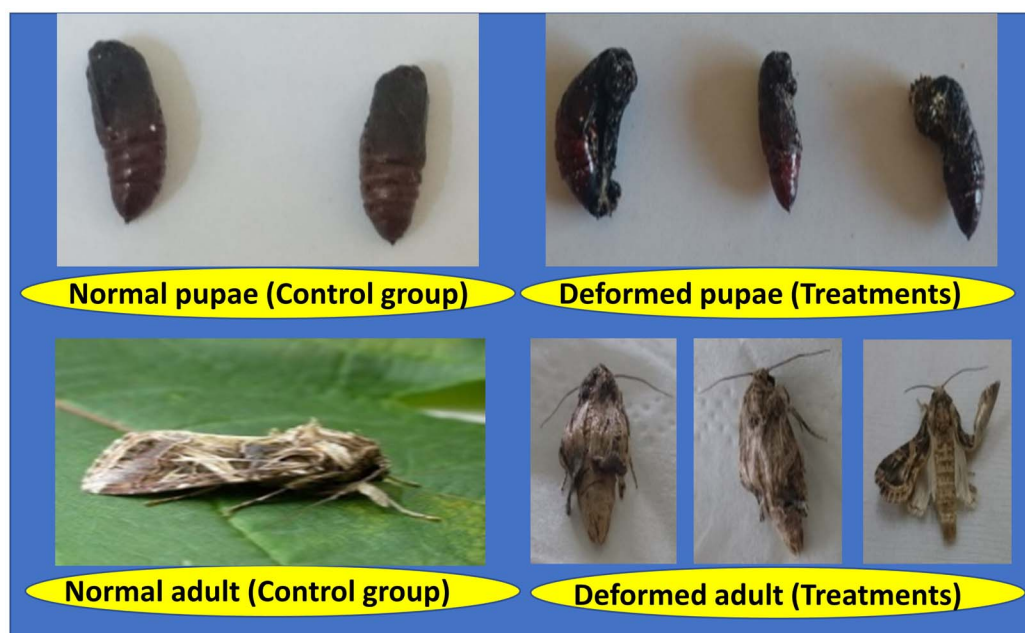 Normal pupae (Control group)
Deformed pupae (Treatments)
Normal adult (Control group)
Deformed adult (Treatments)